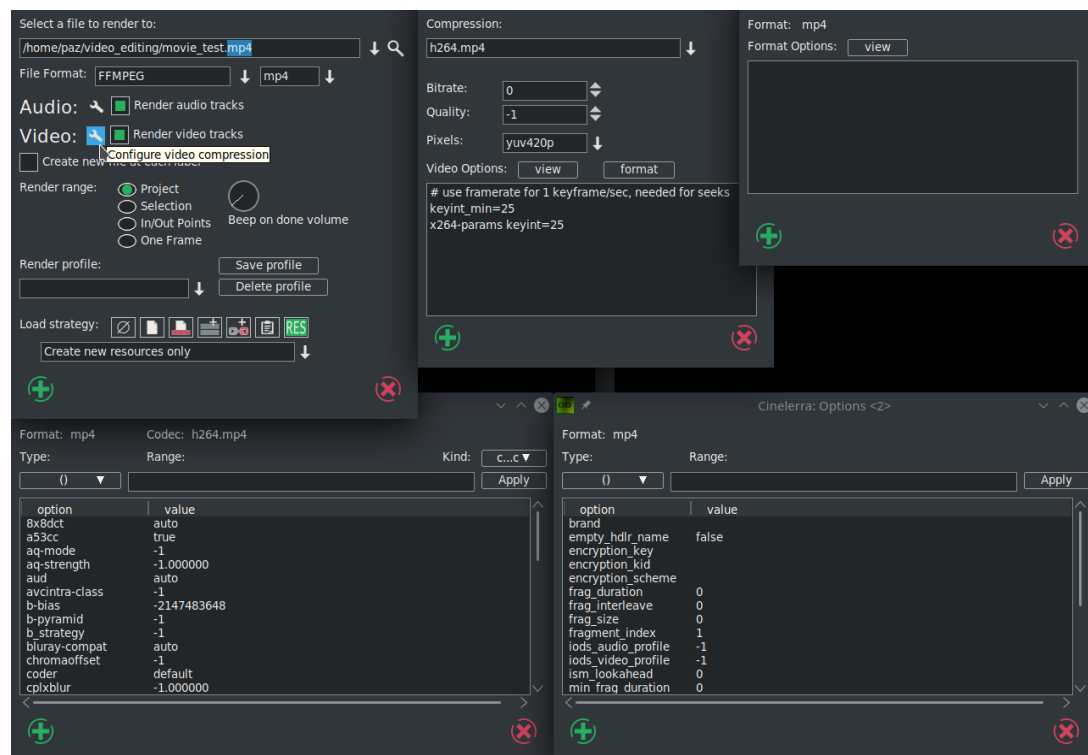 Select a file to render to:
/home/paz/video_editing/movie_test.mp4
File Format: FFMPEG mp4
Audio: Render audio tracks
Video: Render video tracks
Configure video compression
Create new file at each label
Render range: Project
Selection
In/Out Points
One Frame
Beep on done volume
Render profile: Save profile
Delete profile
Load strategy: RES
Create new resources only
Compression:
h264.mp4
Bitrate: 0
Quality: -1
Pixels: yuv420p
Video Options: view format
# use framerate for 1 keyframe/sec, needed for seeks
keyint_min=25
x264-params keyint=25
Format: mp4
Format Options: view
Format: mp4 Codec: h264.mp4
Type: Range: Kind: c...c
() Apply
option value
8x8dct auto
a53cc true
aq-mode -1
aq-strength -1.000000
aud auto
avcintra-class -1
b-bias -2147483648
b-pyramid -1
b_strategy -1
bluray-compat auto
chromaoffset -1
coder default
cplxblur -1.000000
Cinelerra: Options <2>
Format: mp4
Type: Range:
() Apply
option value
brand
empty_hdlr_name false
encryption_key
encryption_kid
encryption_scheme
frag_duration 0
frag_interleave 0
frag_size 0
fragment_index 1
iods_audio_profile -1
iods_video_profile -1
ism_lookahead 0
min_frag_duration 0